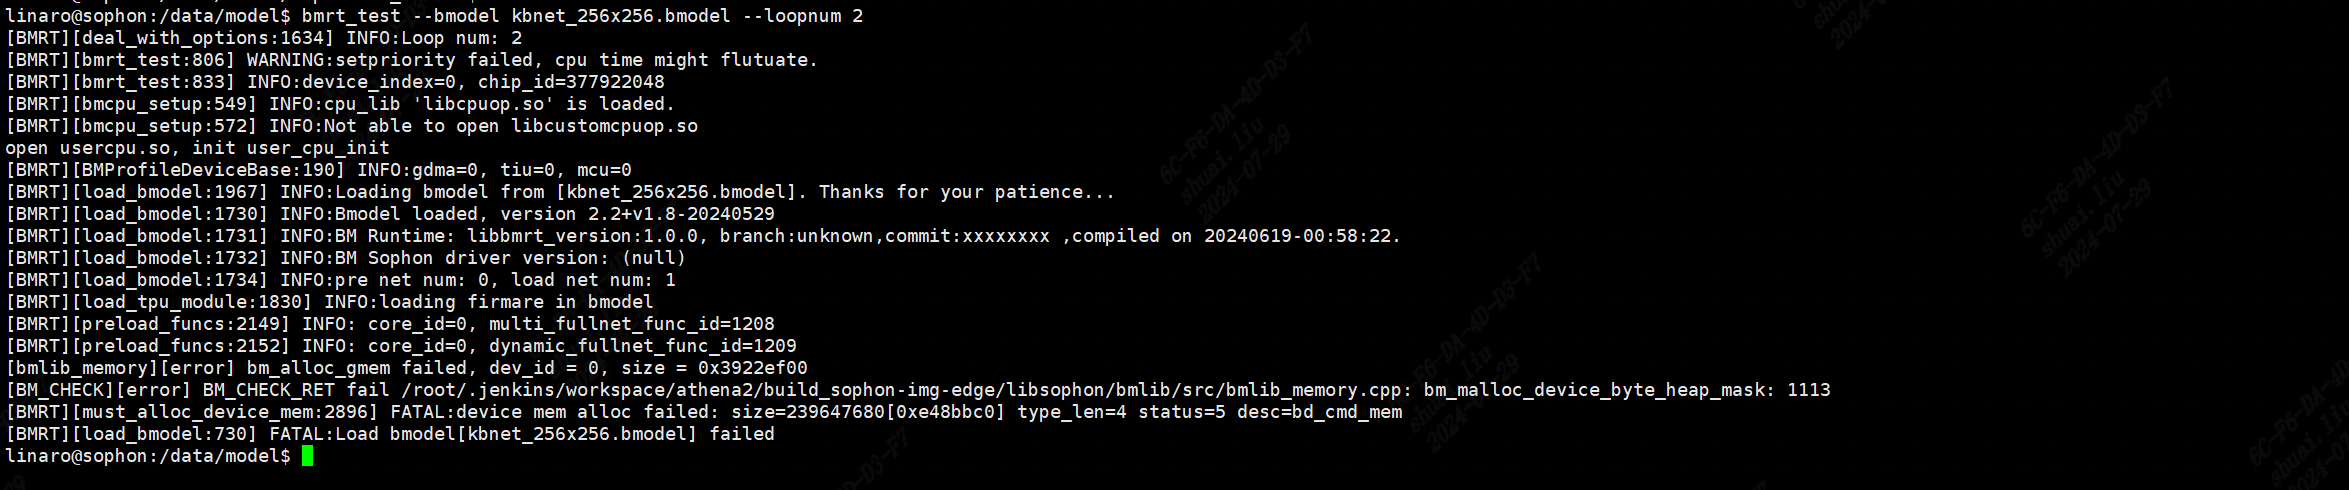 linaro@sophon:/data/model$ bmrt_test --bmodel kbnet_256x256.bmodel --loopnum 2
[BMRT][deal_with_options:1634] INFO:Loop num: 2
[BMRT][bmrt_test:806] WARNING:setpriority failed, cpu time might flutuate.
[BMRT][bmrt_test:833] INFO:device_index=0, chip_id=377922048
[BMRT][bmcpu_setup:549] INFO:cpu_lib 'libcpuop.so' is loaded.
[BMRT][bmcpu_setup:572] INFO:Not able to open libcustomcpuop.so
open usercpu.so, init user_cpu_init
[BMRT][BMProfileDeviceBase:190] INFO:gdma=0, tiu=0, mcu=0
[BMRT][load_bmodel:1967] INFO:Loading bmodel from [kbnet_256x256.bmodel]. Thanks for your patience...
[BMRT][load_bmodel:1730] INFO:Bmodel loaded, version 2.2+v1.8-20240529
[BMRT][load_bmodel:1731] INFO:BM Runtime: libbmrt_version:1.0.0, branch:unknown,commit:xxxxxxxx ,compiled on 20240619-00:58:22.
[BMRT][load_bmodel:1732] INFO:BM Sophon driver version: (null)
[BMRT][load_bmodel:1734] INFO:pre net num: 0, load net num: 1
[BMRT][load_tpu_module:1830] INFO:loading firmare in bmodel
[BMRT][preload_funcs:2149] INFO: core_id=0, multi_fullnet_func_id=1208
[BMRT][preload_funcs:2152] INFO: core_id=0, dynamic_fullnet_func_id=1209
[bmlib_memory][error] bm_alloc_gmem failed, dev_id = 0, size = 0x3922ef00
[BM_CHECK][error] BM_CHECK_RET fail /root/.jenkins/workspace/athena2/build_sophon-img-edge/libsophon/bmlib/src/bmlib_memory.cpp: bm_malloc_device_byte_heap_mask: 1113
[BMRT][must_alloc_device_mem:2896] FATAL:device mem alloc failed: size=239647680[0xe48bbc0] type_len=4 status=5 desc=bd_cmd_mem
[BMRT][load_bmodel:730] FATAL:Load bmodel[kbnet_256x256.bmodel] failed
linaro@sophon:/data/model$
6C-F6-DA-4D-D3-F7
shuai.liu
2024-07-29